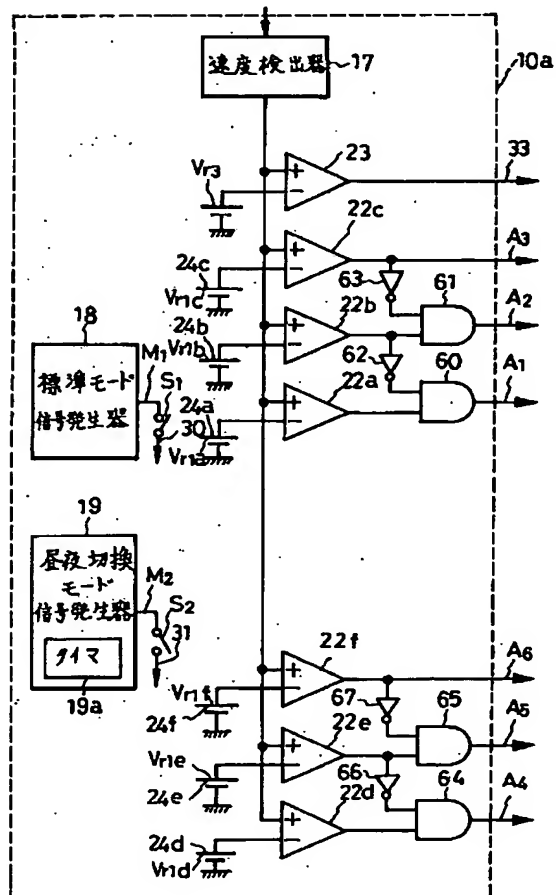 速度検出器
17
10a
23
33
Vr3
22c
A3
24c
63
61
Vr1c
A2
18
24b
22b
M1
Vr1b
62
60
標準モード
信号発生器
S1
22a
A1
24a
30
Vr1a
19
昼夜切換
モード
信号発生器
M2
S2
タイマ
31
22f
A6
19a
Vr1f
67
65
24f
22e
A5
Vr1e
66
64
24e
22d
A4
24d
Vr1d